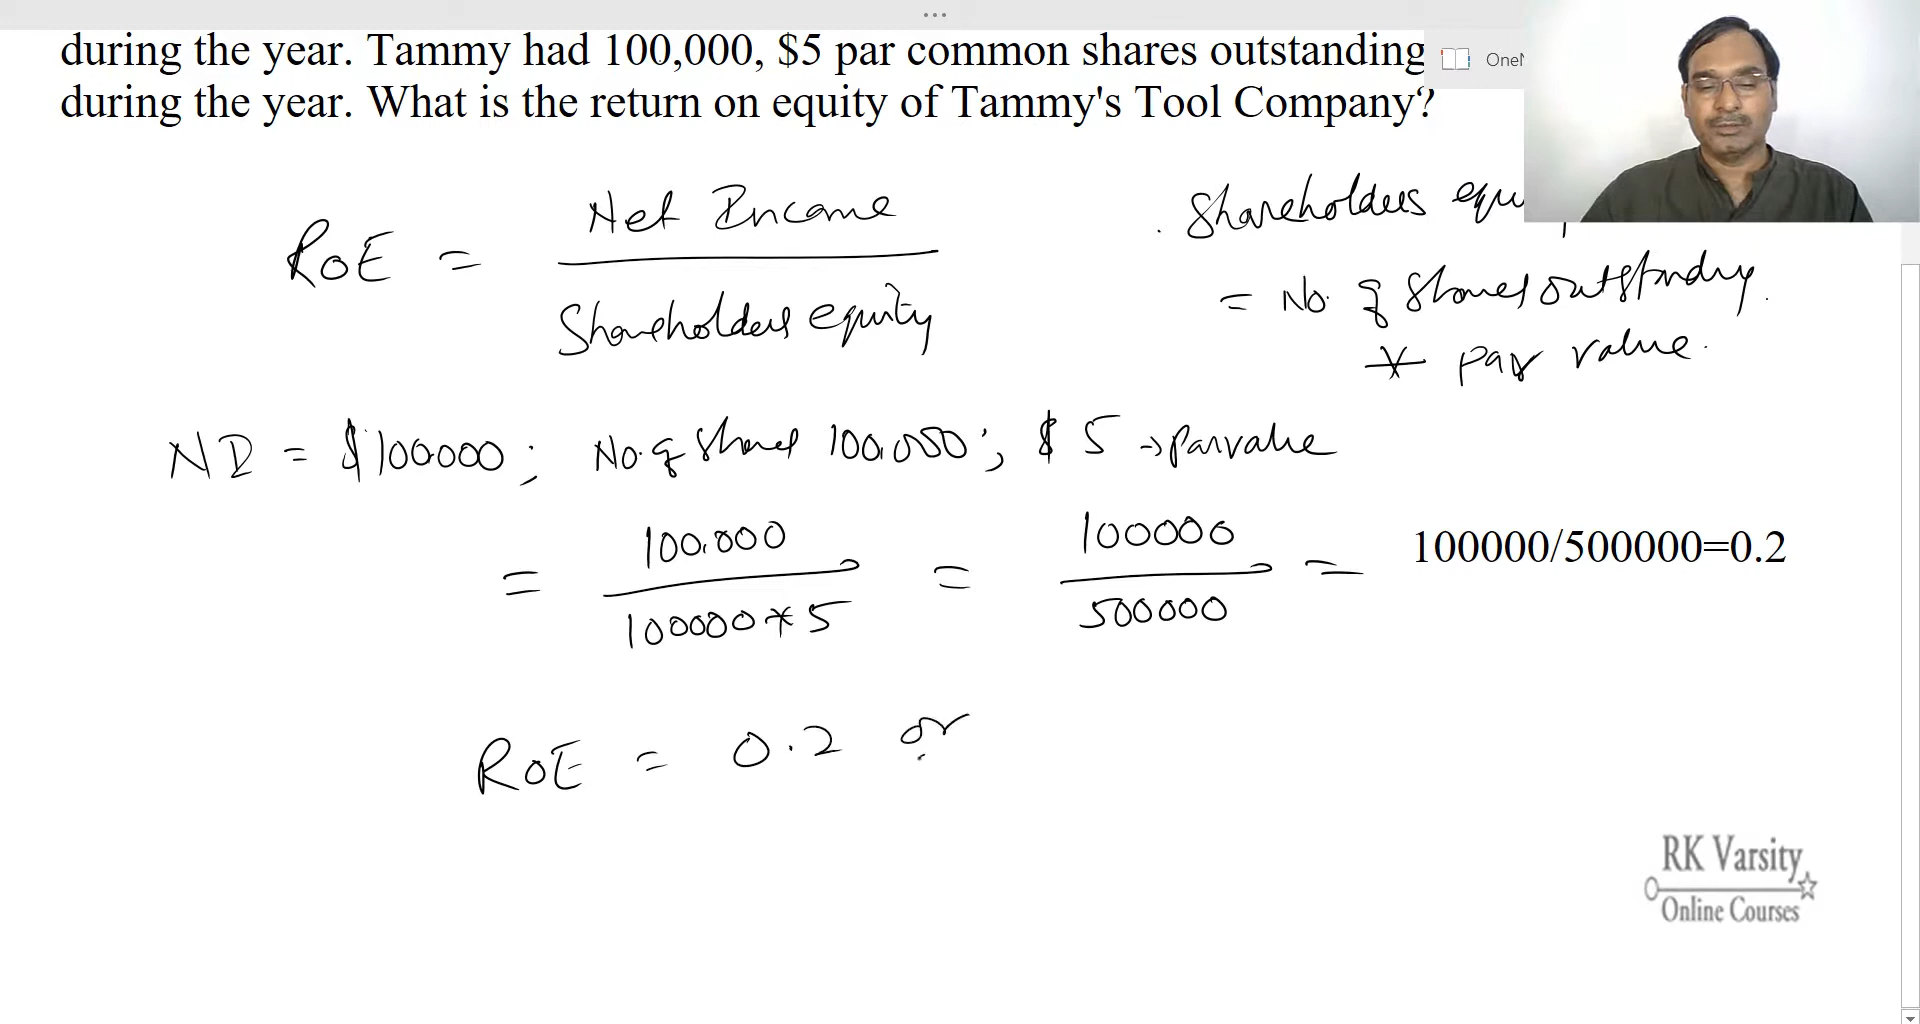 during the year. Tammy had 100,000, $5 par common shares outstanding
during the year. What is the return on equity of Tammy's Tool Company?
OneN
RoE = Net Income
Shareholders equity
Shareholders equ
= No. of Shares outstanding
* par value.
NI = $100000; No. of Shares 100,000; $5 → Par value
= 100,000 / 100000 * 5 = 100000 / 500000 = 100000/500000=0.2
RoE = 0.2 or
RK Varsity
Online Courses